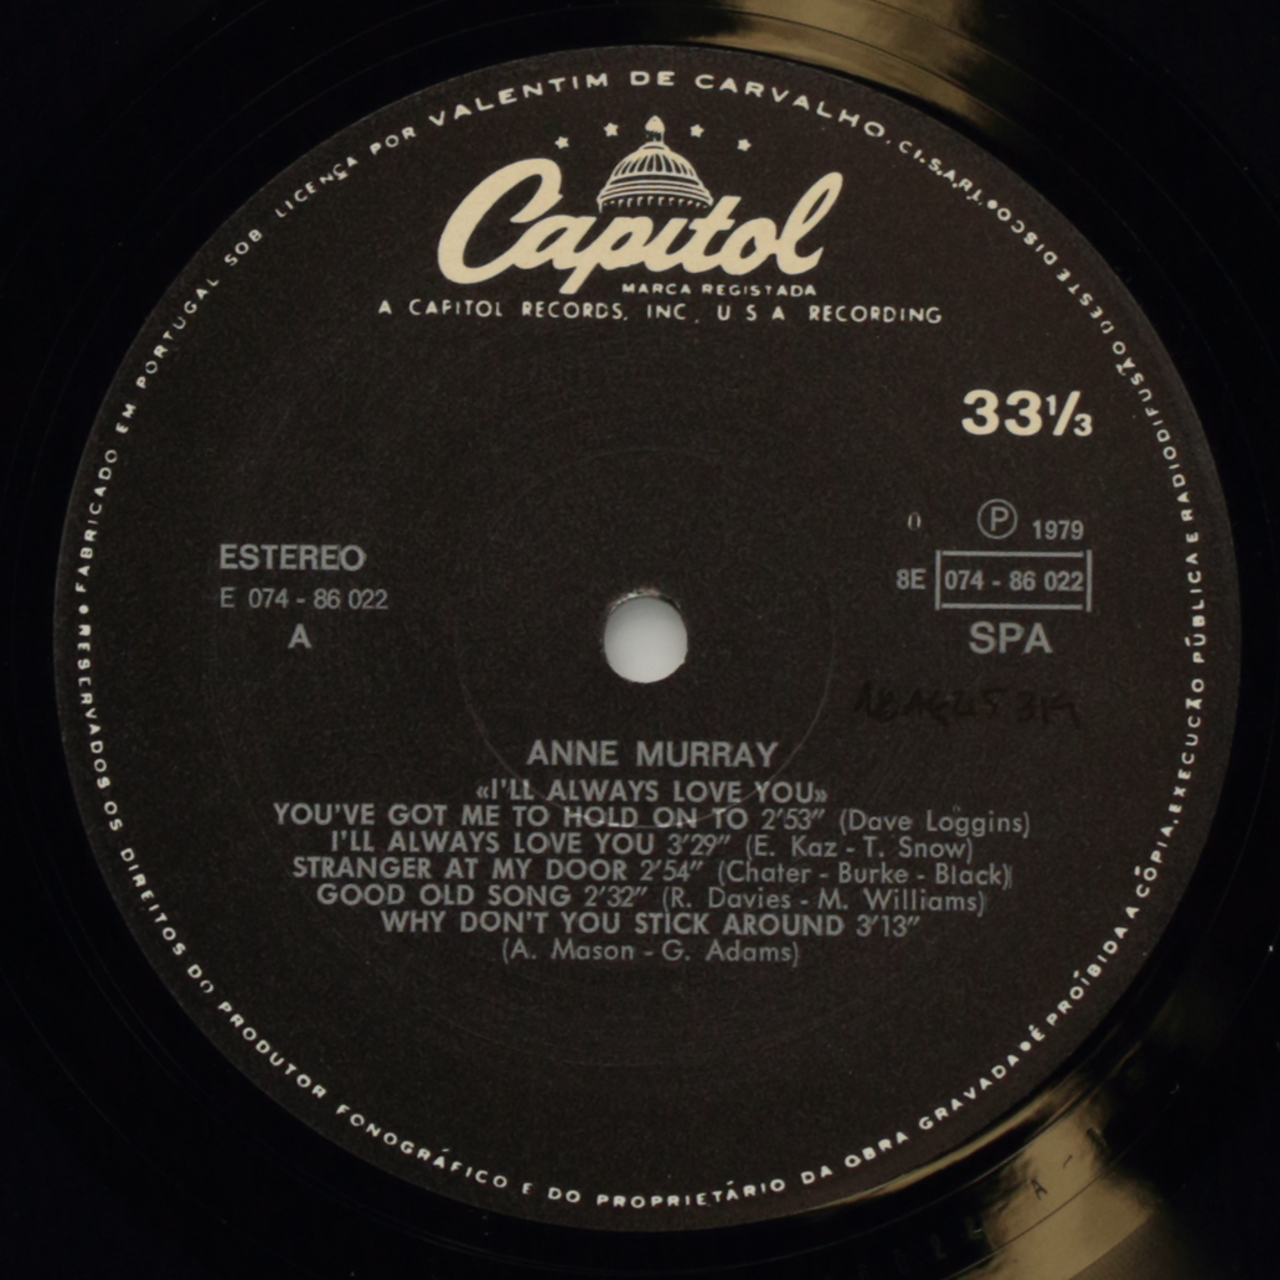 • FABRICADO EM PORTUGAL SOB LICENÇA POR VALENTIM DE CARVALHO, CI.S.A.R.L. • É PROÍBIDA A CÓPIA, EXECUÇÃO PÚBLICA E RADIODIFUSÃO DESTE DISCO • RESERVADOS OS DIREITOS DO PRODUTOR FONOGRÁFICO E DO PROPRIETÁRIO DA OBRA GRAVADA
Capitol
MARCA REGISTADA
A CAPITOL RECORDS, INC, U S A RECORDING
33⅓
Ⓟ 1979
ESTEREO
8E 074 - 86 022
E 074 - 86 022
A
SPA
ANNE MURRAY
«I'LL ALWAYS LOVE YOU»
YOU'VE GOT ME TO HOLD ON TO 2'53" (Dave Loggins)
I'LL ALWAYS LOVE YOU 3'29" (E. Kaz - T. Snow)
STRANGER AT MY DOOR 2'54" (Chater - Burke - Black)
GOOD OLD SONG 2'32" (R. Davies - M. Williams)
WHY DON'T YOU STICK AROUND 3'13"
(A. Mason - G. Adams)